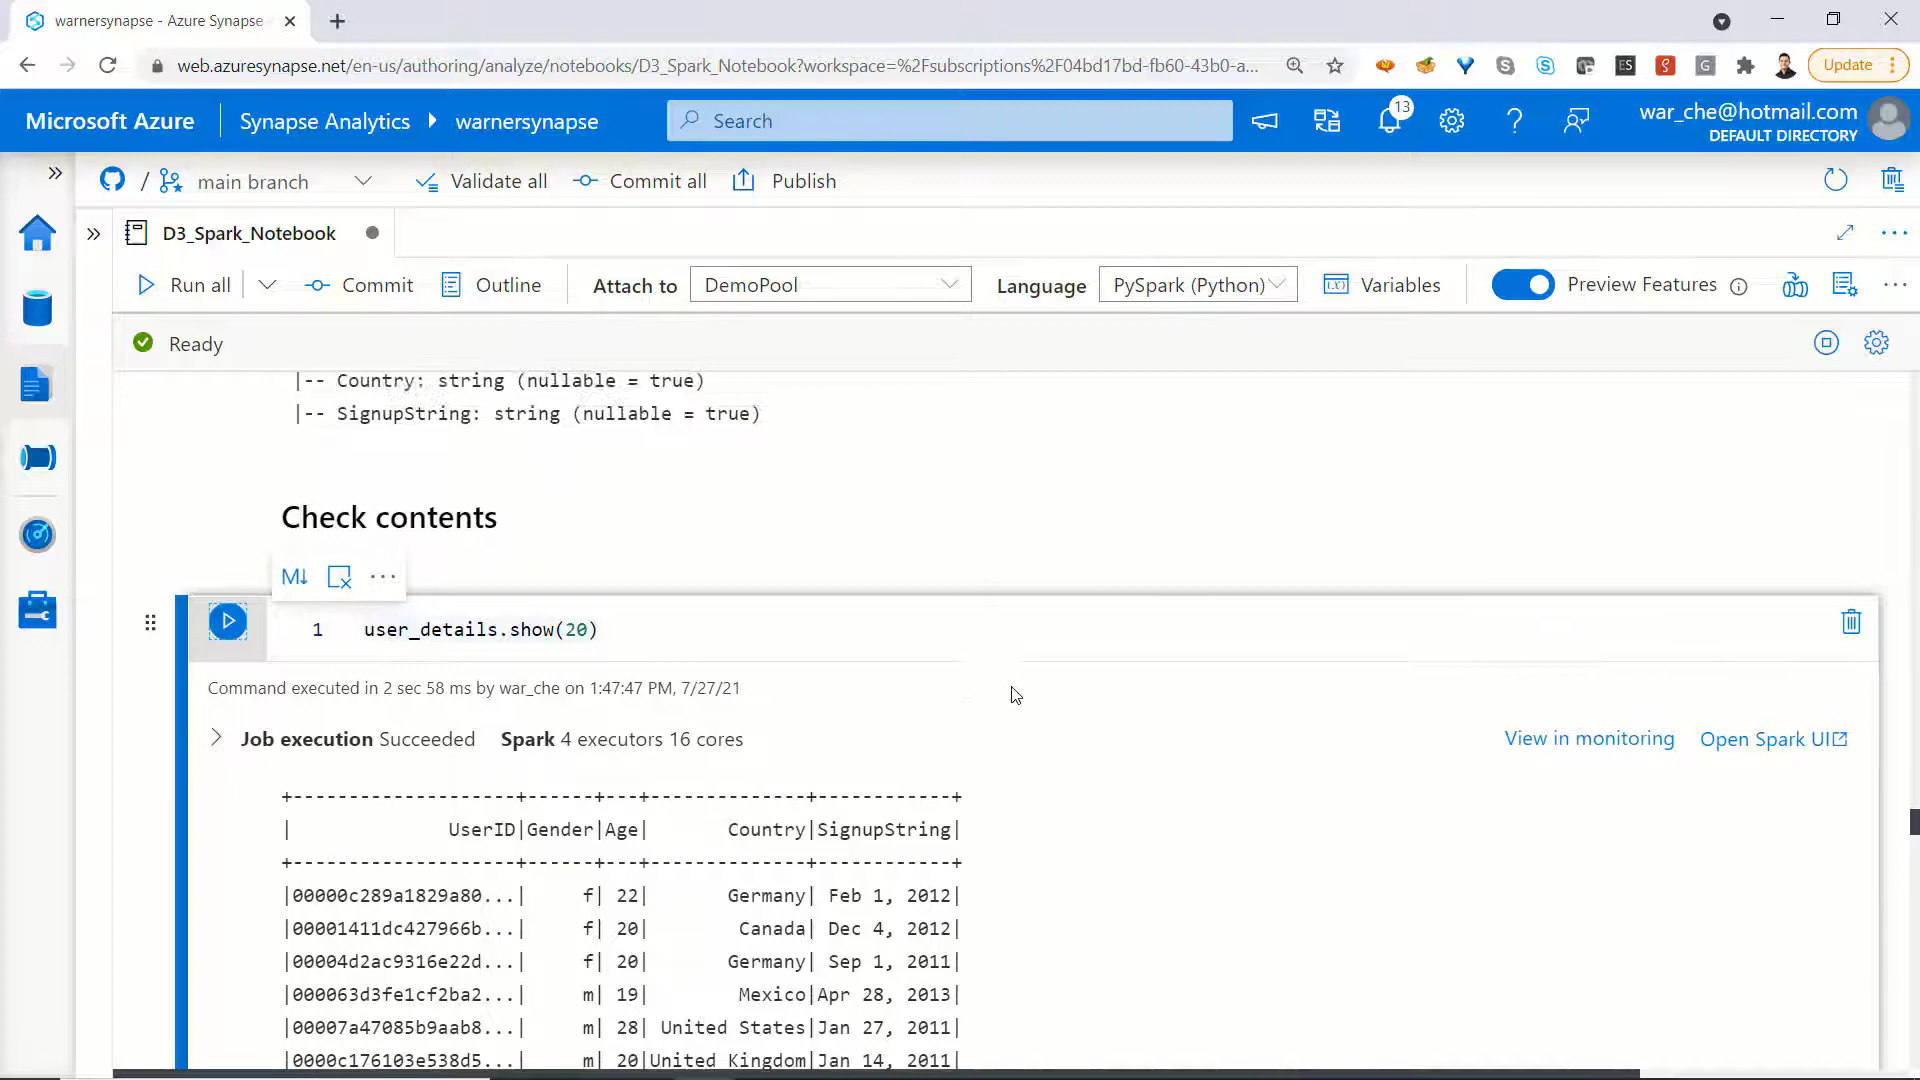 warnersynapse - Azure Synapse
web.azuresynapse.net/en-us/authoring/analyze/notebooks/D3_Spark_Notebook?workspace=%2Fsubscriptions%2F04bd17bd-fb60-43b0-a...
Update
Microsoft Azure
Synapse Analytics
warnersynapse
Search
13
war_che@hotmail.com
DEFAULT DIRECTORY
/ main branch
Validate all
Commit all
Publish
D3_Spark_Notebook
Run all
Commit
Outline
Attach to
DemoPool
Language
PySpark (Python)
Variables
Preview Features
Ready
|-- Country: string (nullable = true)
|-- SignupString: string (nullable = true)
Check contents
M↓
1 user_details.show(20)
Command executed in 2 sec 58 ms by war_che on 1:47:47 PM, 7/27/21
Job execution Succeeded Spark 4 executors 16 cores
View in monitoring
Open Spark UI
+--------------------+------+---+--------------+------------+
|              UserID|Gender|Age|       Country|SignupString|
+--------------------+------+---+--------------+------------+
|00000c289a1829a80...|     f| 22|       Germany| Feb 1, 2012|
|00001411dc427966b...|     f| 20|        Canada| Dec 4, 2012|
|00004d2ac9316e22d...|     f| 20|       Germany| Sep 1, 2011|
|000063d3fe1cf2ba2...|     m| 19|        Mexico|Apr 28, 2013|
|00007a47085b9aab8...|     m| 28| United States|Jan 27, 2011|
|0000c176103e538d5...|     m| 20|United Kingdom|Jan 14, 2011|